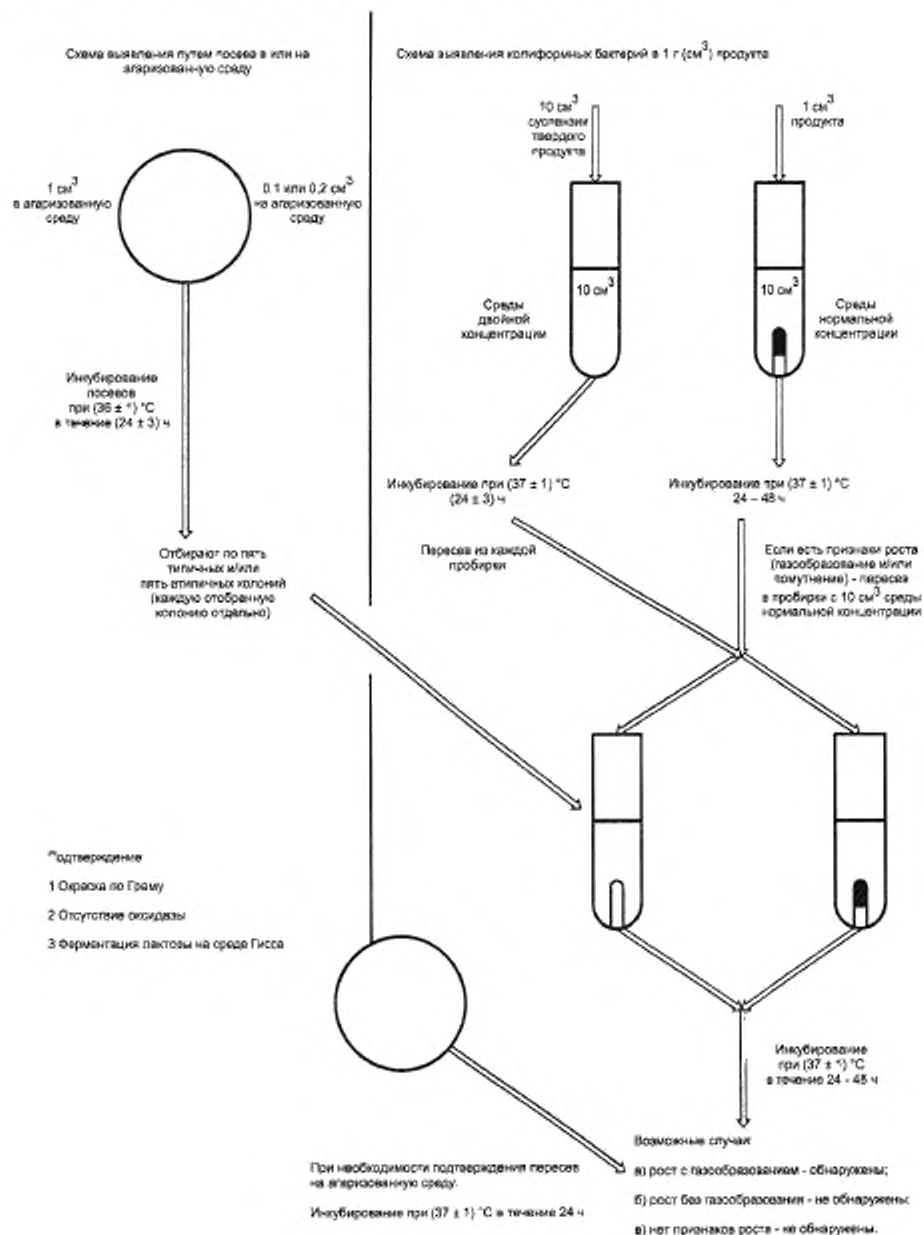 Схема выявления путем посева в или на
агаризованную среду
1 см³
в агаризованную
среду
0,1 или 0,2 см³
на агаризованную
среду
Инкубирование
посевов
при (36 ± 1) °C
в течение (24 ± 3) ч
Отбирают по пять
типичных и/или
пять атипичных колоний
(каждую отобранную
колонию отдельно)
Схема выявления колиформных бактерий в 1 г (см³) продукта
10 см³
суспензии
твердого
продукта
1 см³
продукта
10 см³
10 см³
Среды
двойной
концентрации
Среды
нормальной
концентрации
Инкубирование при (37 ± 1) °C
(24 ± 3) ч
Инкубирование при (37 ± 1) °C
24 – 48 ч
Пересев из каждой
пробирки
Если есть признаки роста
(газообразование и/или
помутнение) - пересев
в пробирки с 10 см³ среды
нормальной концентрации
Подтверждение
1 Окраска по Граму
2 Отсутствие оксидазы
3 Ферментация лактозы на среде Гисса
Инкубирование
при (37 ± 1) °C
в течение 24 - 48 ч
При необходимости подтверждения пересев
на агаризованную среду.
Инкубирование при (37 ± 1) °C в течение 24 ч
Возможные случаи
а) рост с газообразованием - обнаружены;
б) рост без газообразования - не обнаружены;
в) нет признаков роста - не обнаружены.